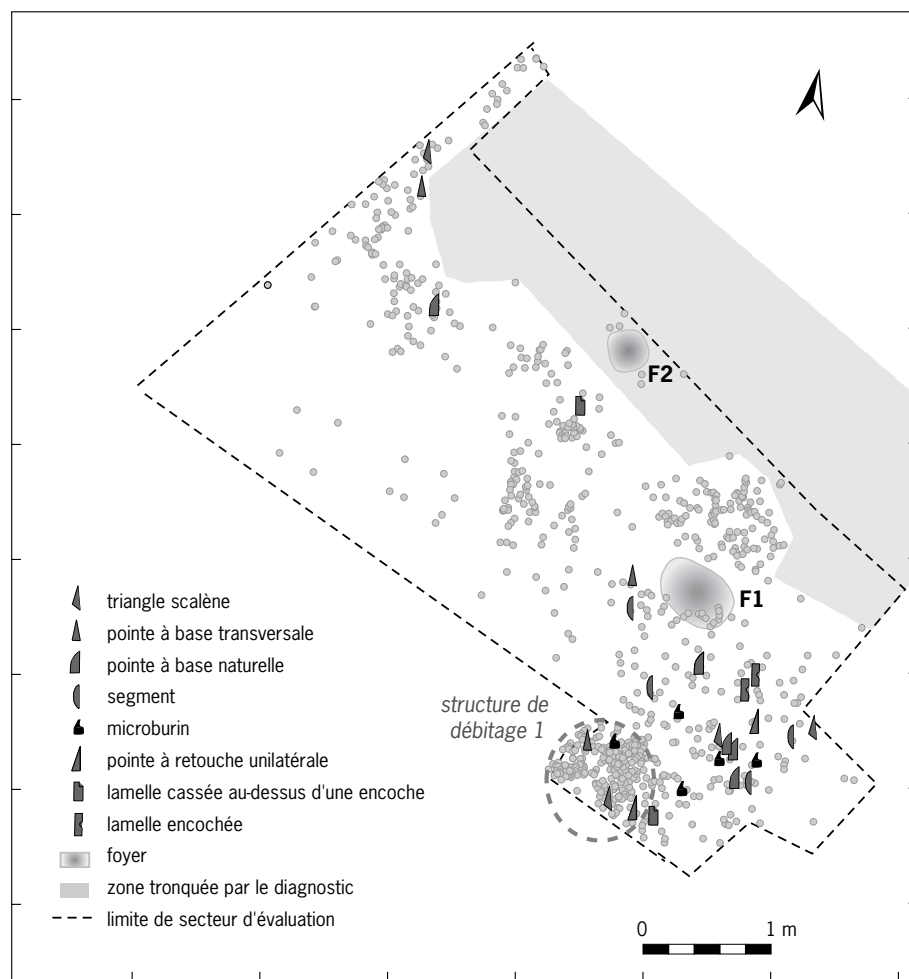 F2
F1
structure de
débitage 1
triangle scalène
pointe à base transversale
pointe à base naturelle
segment
microburin
pointe à retouche unilatérale
lamelle cassée au-dessus d'une encoche
lamelle encochée
foyer
zone tronquée par le diagnostic
limite de secteur d'évaluation
0 1 m